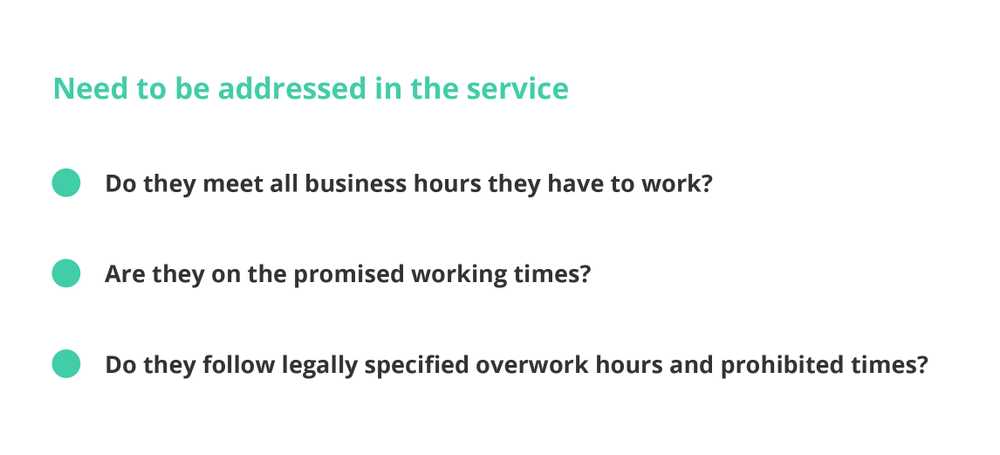 Need to be addressed in the service
Do they meet all business hours they have to work?
Are they on the promised working times?
Do they follow legally specified overwork hours and prohibited times?